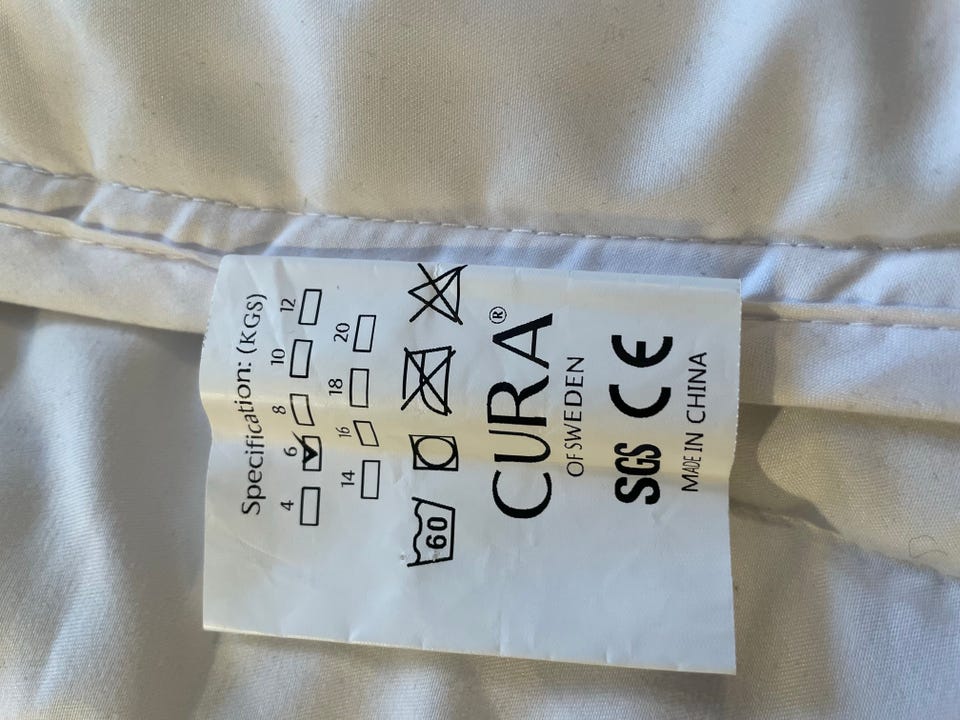 Specification: (KGS)
4 6 8 10 12
14 16 18 20
60
CURA®
OF SWEDEN
SGS CE
MADE IN CHINA